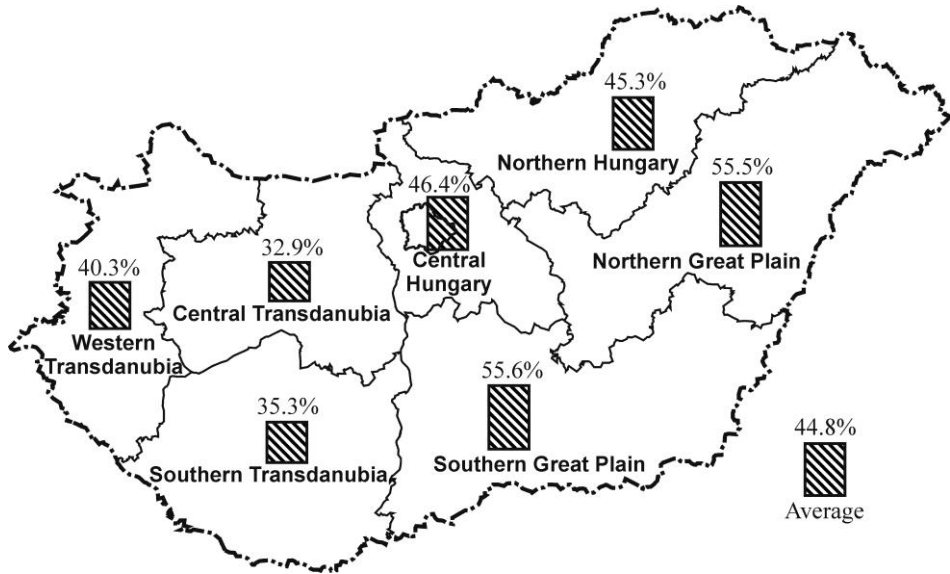 45.3%
Northern Hungary
55.5%
Northern Great Plain
46.4%
Central
Hungary
32.9%
Central Transdanubia
40.3%
Western
Transdanubia
55.6%
Southern Great Plain
35.3%
Southern Transdanubia
44.8%
Average